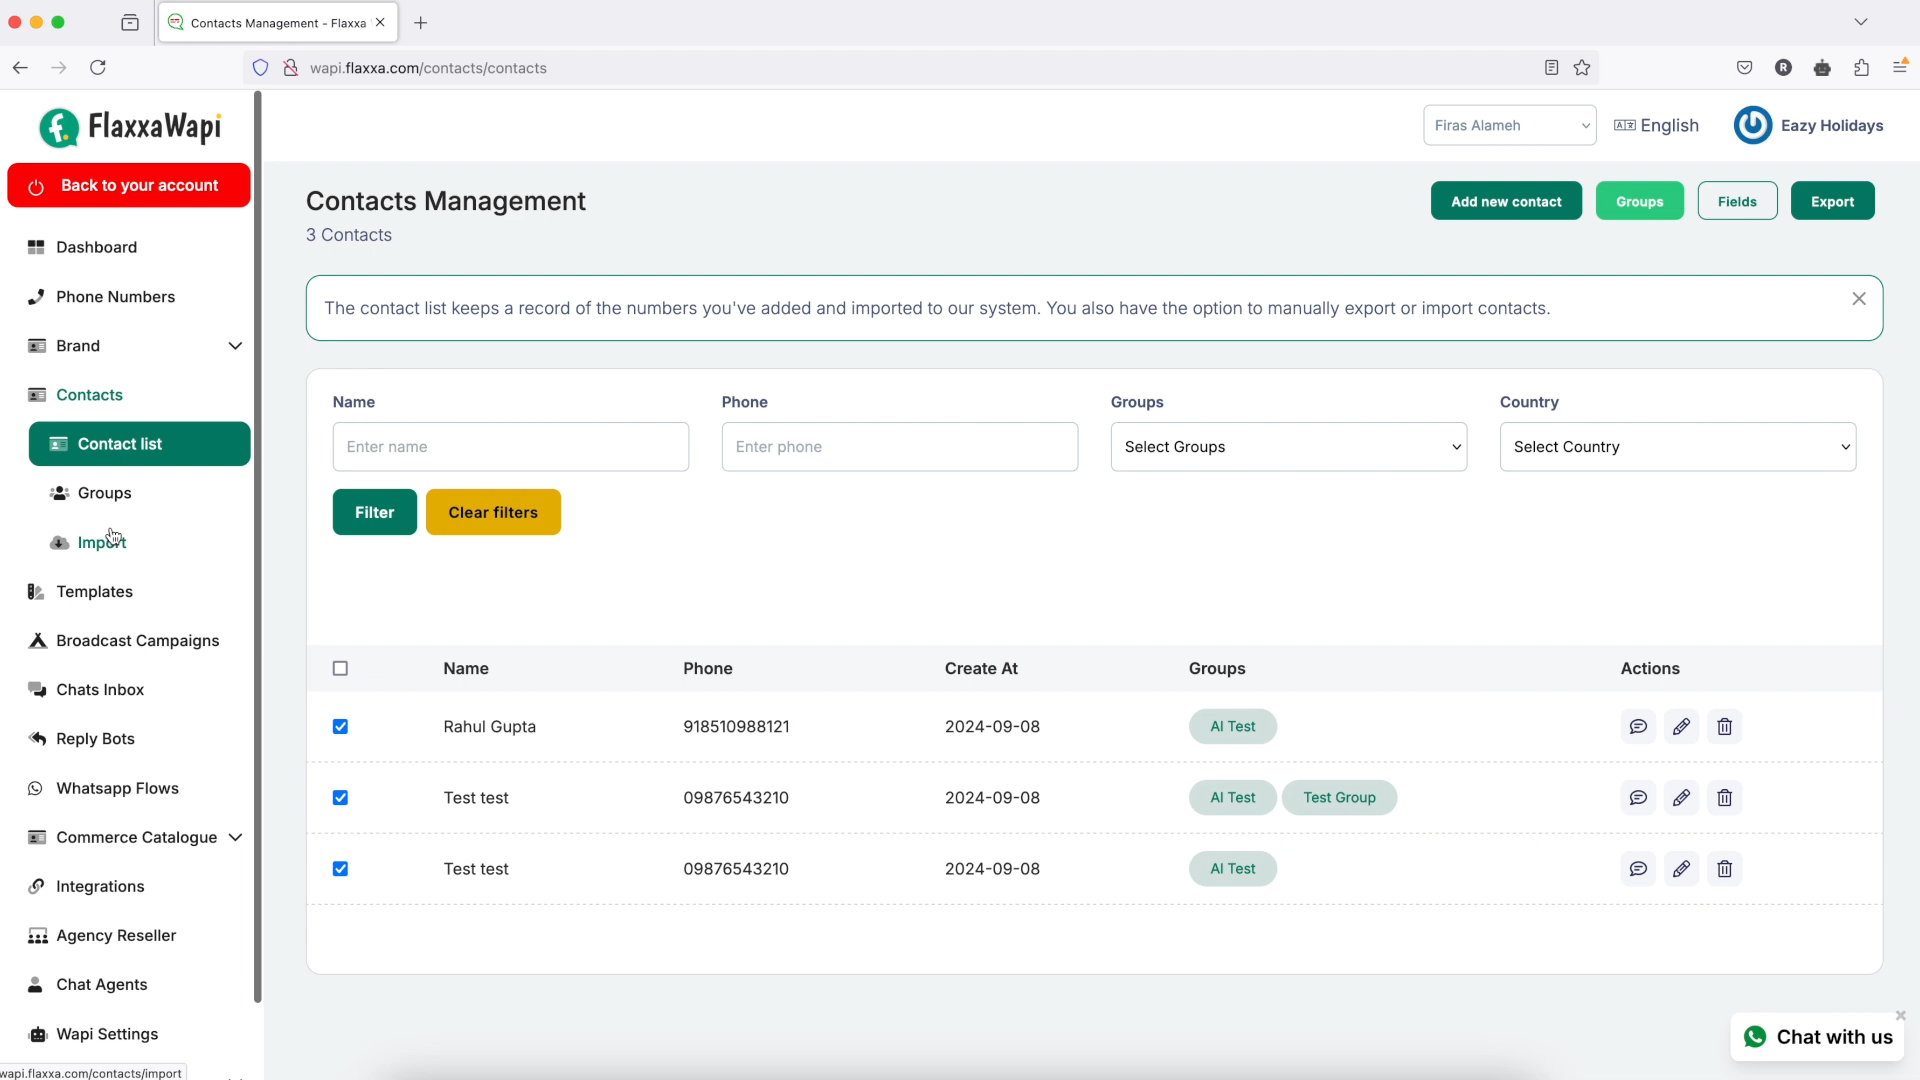 Contacts Management - Flaxxa
wapi.flaxxa.com/contacts/contacts
R
FlaxxaWapi
Firas Alameh
English
Eazy Holidays
Back to your account
Dashboard
Phone Numbers
Brand
Contacts
Contact list
Groups
Import
Templates
Broadcast Campaigns
Chats Inbox
Reply Bots
Whatsapp Flows
Commerce Catalogue
Integrations
Agency Reseller
Chat Agents
Wapi Settings
wapi.flaxxa.com/contacts/import
Contacts Management
3 Contacts
Add new contact
Groups
Fields
Export
The contact list keeps a record of the numbers you've added and imported to our system. You also have the option to manually export or import contacts.
Name Phone Groups Country
Enter name Enter phone Select Groups Select Country
Filter Clear filters
Name Phone Create At Groups Actions
Rahul Gupta 918510988121 2024-09-08 AI Test
Test test 09876543210 2024-09-08 AI Test Test Group
Test test 09876543210 2024-09-08 AI Test
Chat with us